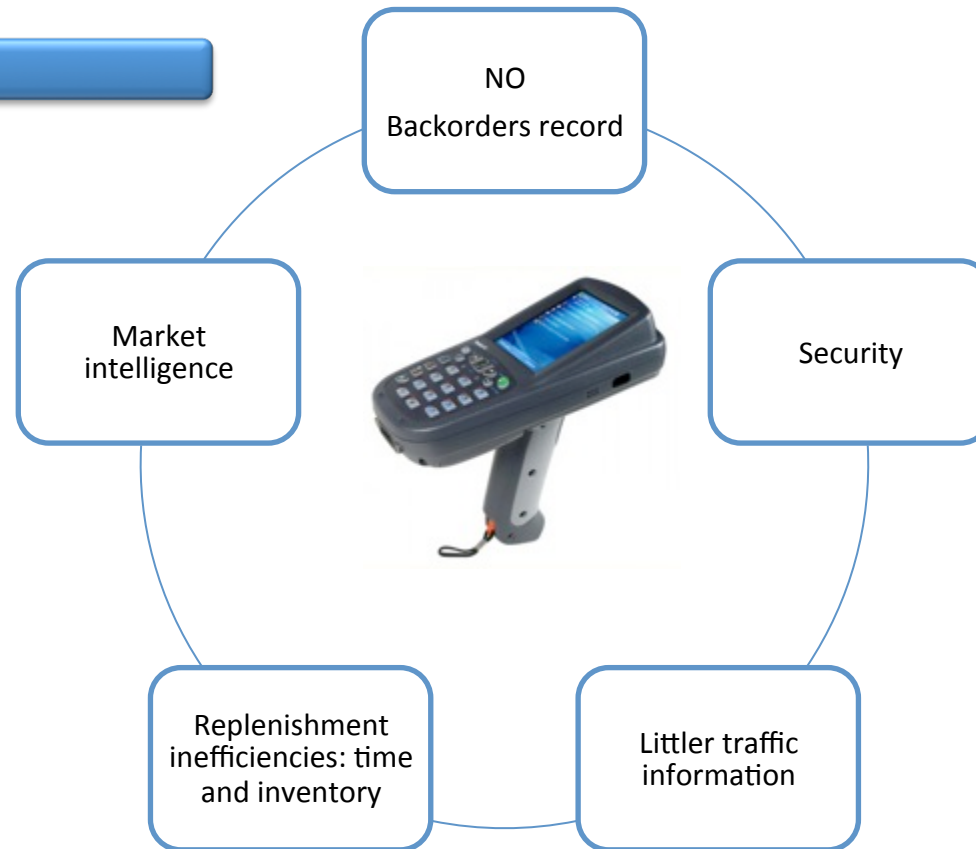 NO
Backorders record
Market
intelligence
Security
Replenishment
inefficiencies: time
and inventory
Littler traffic
information